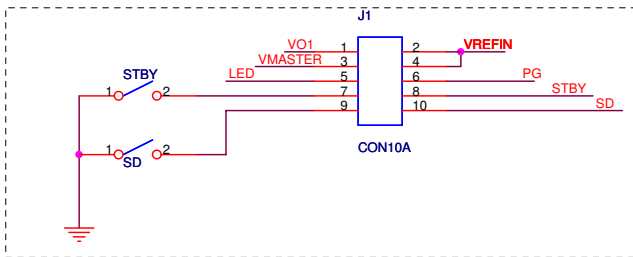 J1
VO1 1 2 VREFIN
VMASTER 3 4
LED 5 6 PG
STBY
1 2 7 8 STBY
9 10 SD
1 2
SD
CON10A